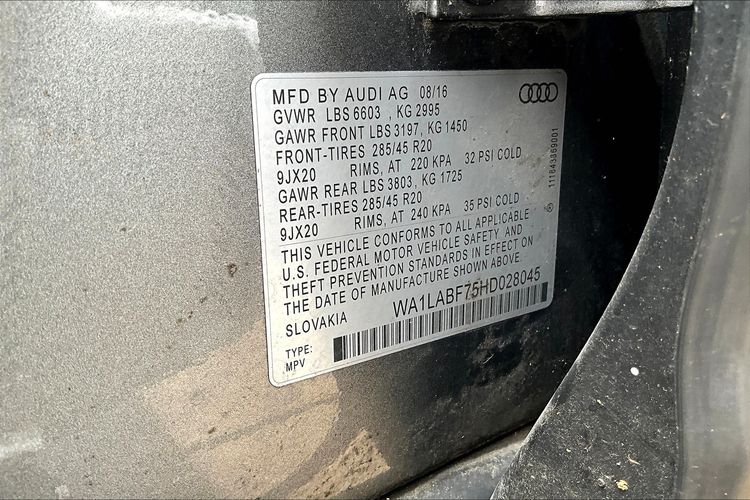 MFD BY AUDI AG 08/16
GVWR LBS 6603 , KG 2995
GAWR FRONT LBS 3197, KG 1450
FRONT-TIRES 285/45 R20
9JX20 RIMS, AT 220 KPA 32 PSI COLD
GAWR REAR LBS 3803, KG 1725
REAR-TIRES 285/45 R20
9JX20 RIMS, AT 240 KPA 35 PSI COLD
THIS VEHICLE CONFORMS TO ALL APPLICABLE
U.S. FEDERAL MOTOR VEHICLE SAFETY AND
THEFT PREVENTION STANDARDS IN EFFECT ON
THE DATE OF MANUFACTURE SHOWN ABOVE.
SLOVAKIA WA1LABF75HD028045
TYPE:
MPV
®